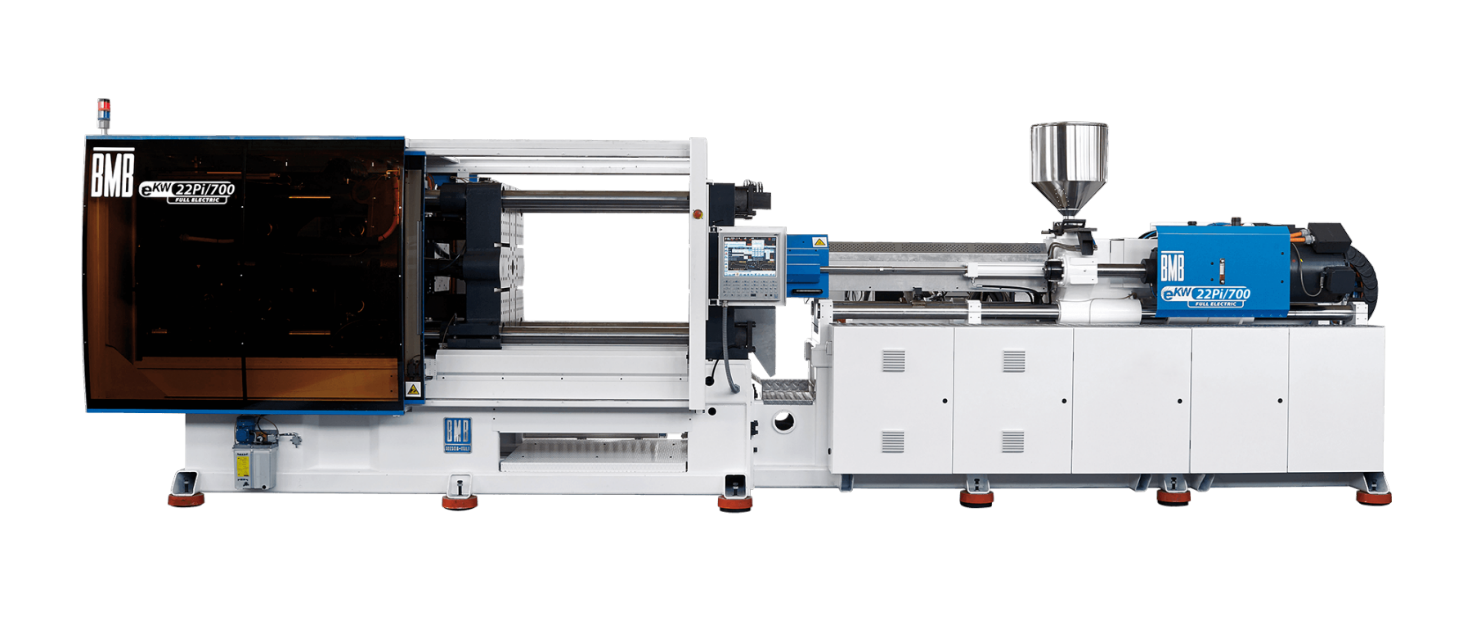 BMB
eKW 22Pi/700
FULL ELECTRIC
BMB
eKW 22Pi/700
FULL ELECTRIC
BMB